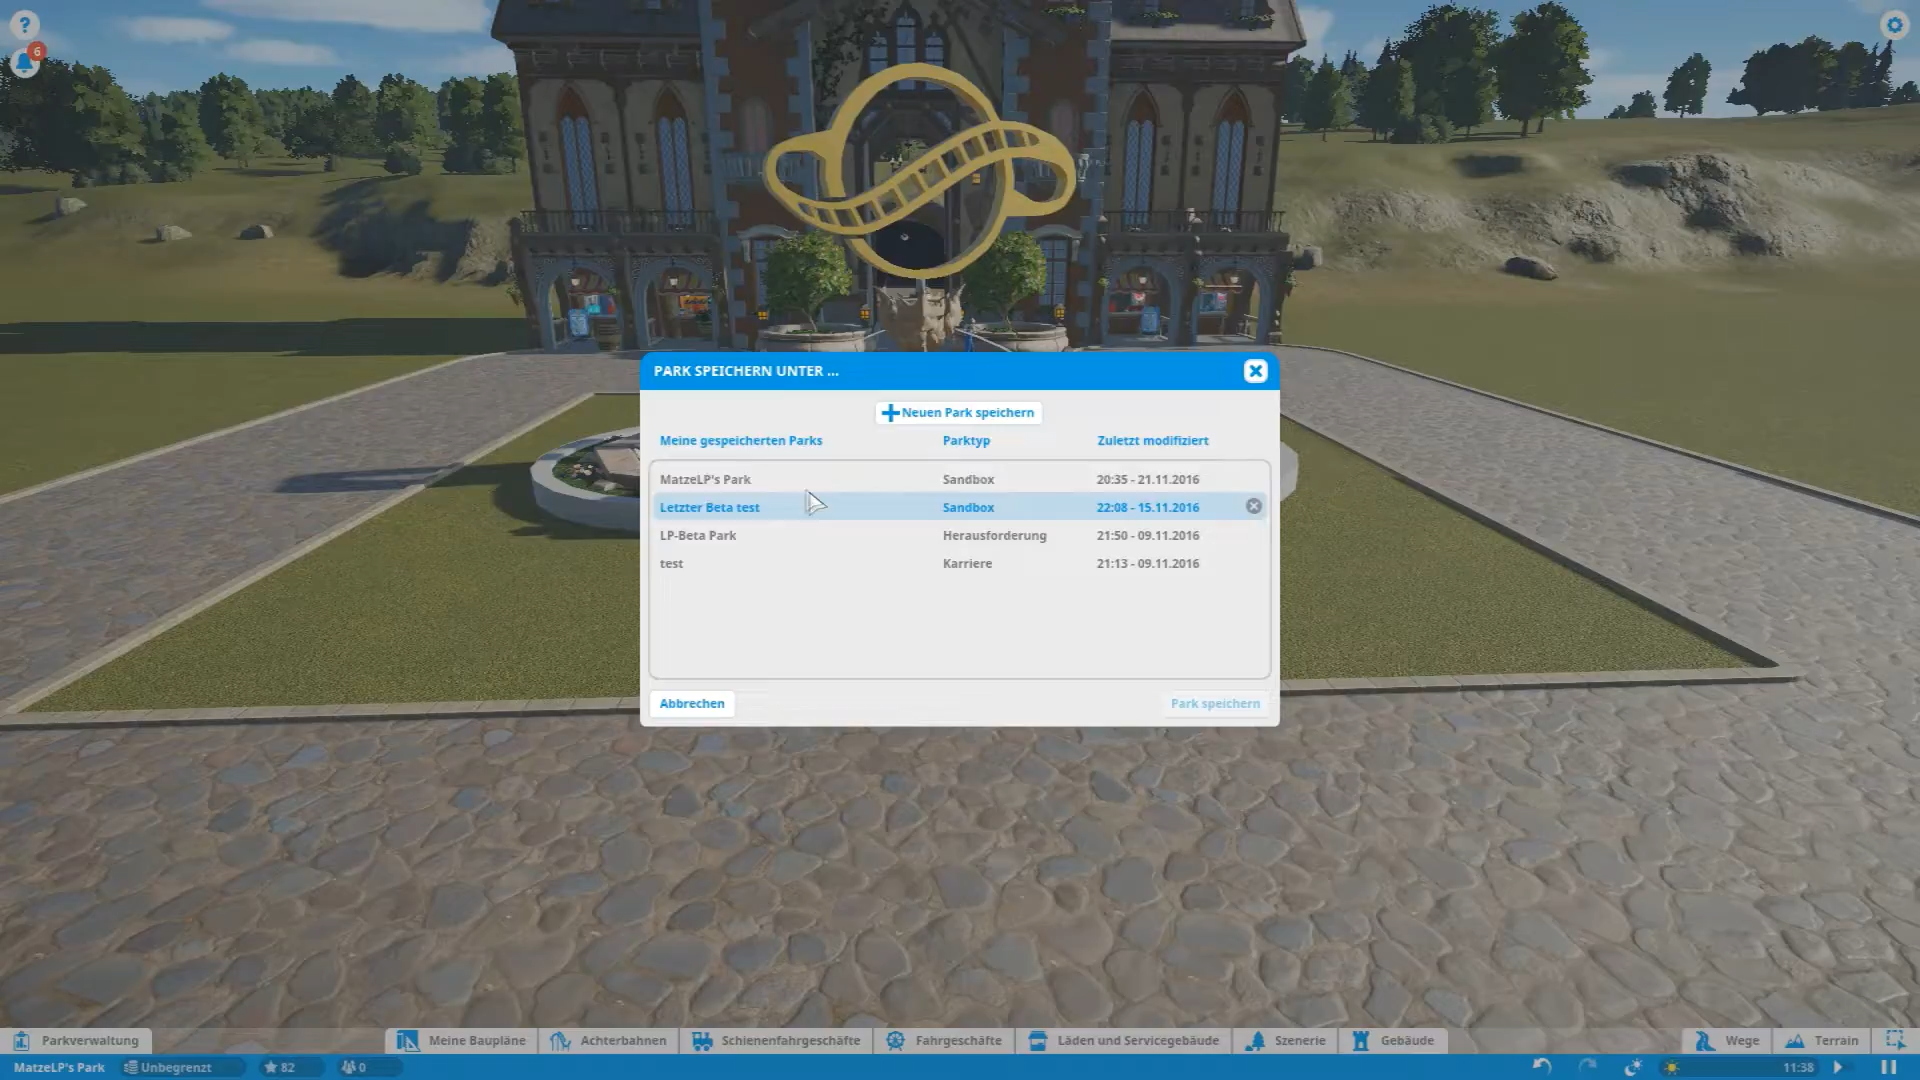 ?
6
PARK SPEICHERN UNTER ...
Neuen Park speichern
Meine gespeicherten Parks Parktyp Zuletzt modifiziert
MatzeLP's Park Sandbox 20:35 - 21.11.2016
Letzter Beta test Sandbox 22:08 - 15.11.2016
LP-Beta Park Herausforderung 21:50 - 09.11.2016
test Karriere 21:13 - 09.11.2016
Abbrechen Park speichern
Parkverwaltung Meine Baupläne Achterbahnen Schienenfahrgeschäfte Fahrgeschäfte Läden und Servicegebäude Szenerie Gebäude Wege Terrain
MatzeLP's Park Unbegrenzt 82 0 11:38